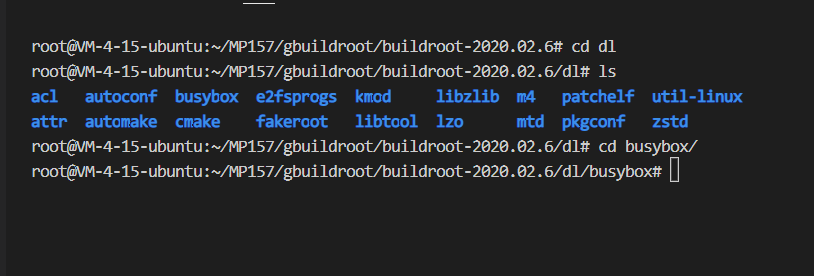 root@VM-4-15-ubuntu:~/MP157/gbuildroot/buildroot-2020.02.6# cd dl
root@VM-4-15-ubuntu:~/MP157/gbuildroot/buildroot-2020.02.6/dl# ls
acl   autoconf  busybox  e2fsprogs  kmod     libzlib  m4   patchelf  util-linux
attr  automake  cmake    fakeroot   libtool  lzo      mtd  pkgconf   zstd
root@VM-4-15-ubuntu:~/MP157/gbuildroot/buildroot-2020.02.6/dl# cd busybox/
root@VM-4-15-ubuntu:~/MP157/gbuildroot/buildroot-2020.02.6/dl/busybox#